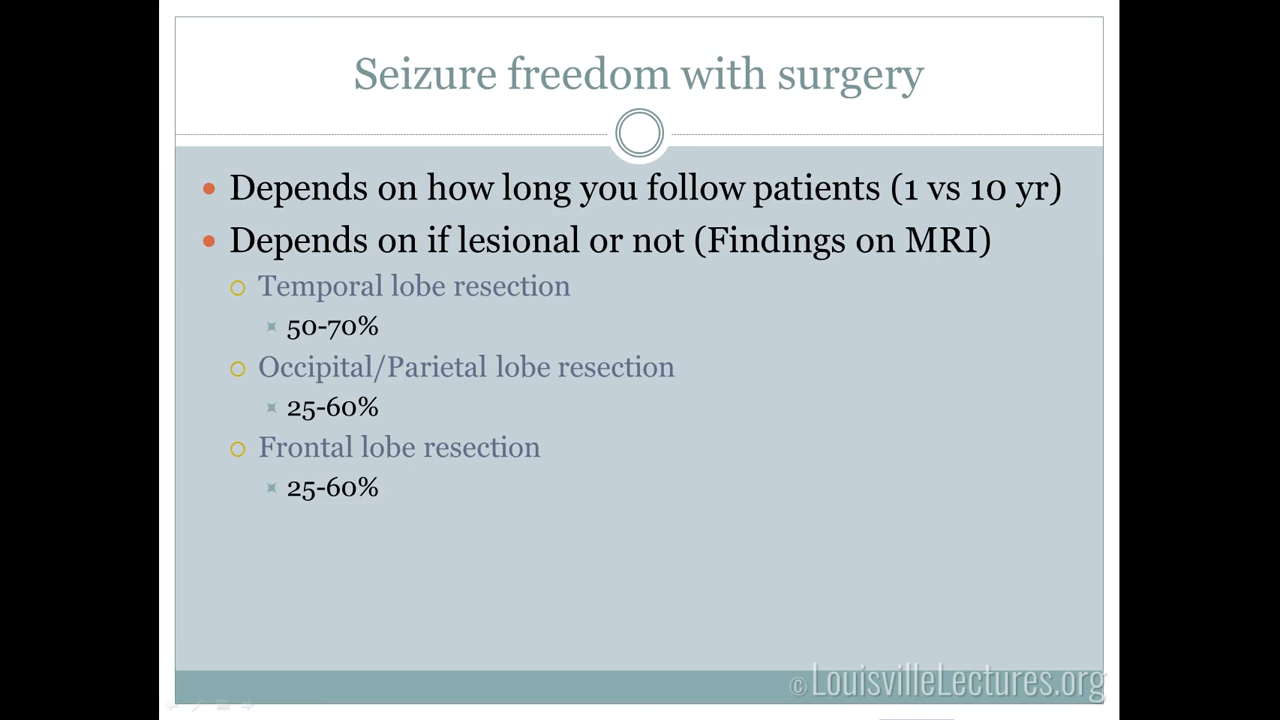 Seizure freedom with surgery
Depends on how long you follow patients (1 vs 10 yr)
Depends on if lesional or not (Findings on MRI)
Temporal lobe resection
50-70%
Occipital/Parietal lobe resection
25-60%
Frontal lobe resection
25-60%
© LouisvilleLectures.org